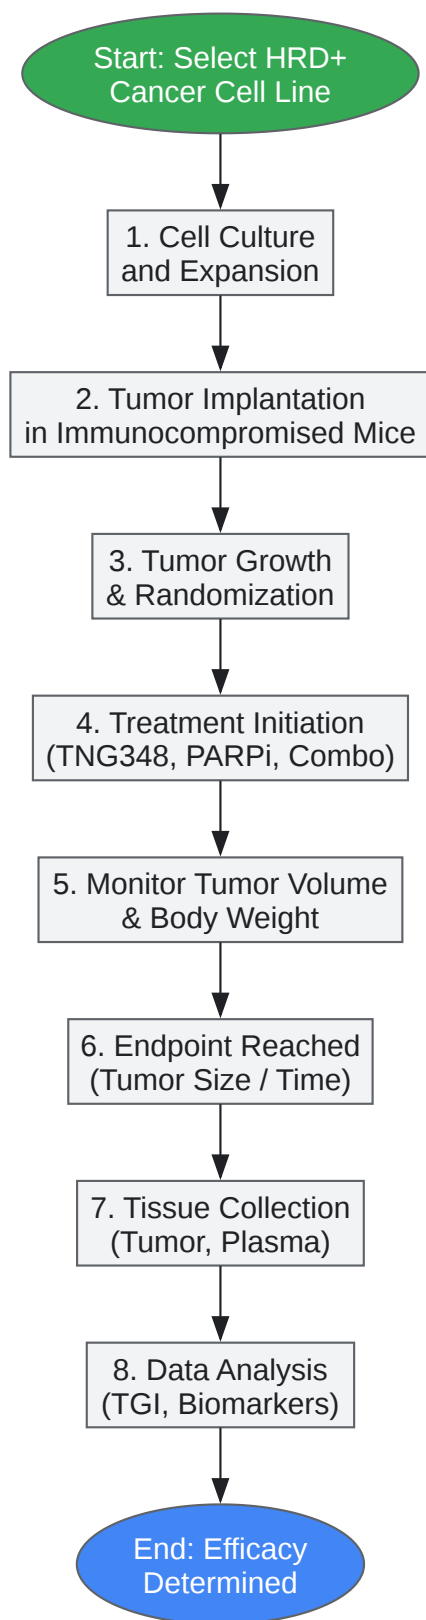 Start: Select HRD+
Cancer Cell Line
1. Cell Culture
and Expansion
2. Tumor Implantation
in Immunocompromised Mice
3. Tumor Growth
& Randomization
4. Treatment Initiation
(TNG348, PARPi, Combo)
5. Monitor Tumor Volume
& Body Weight
6. Endpoint Reached
(Tumor Size / Time)
7. Tissue Collection
(Tumor, Plasma)
8. Data Analysis
(TGI, Biomarkers)
End: Efficacy
Determined